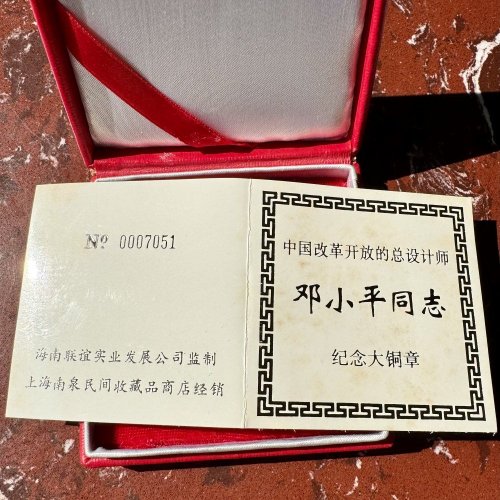 № 0007051
海南联谊实业发展公司监制
上海南泉民间收藏品商店经销
中国改革开放的总设计师
邓小平同志
纪念大铜章